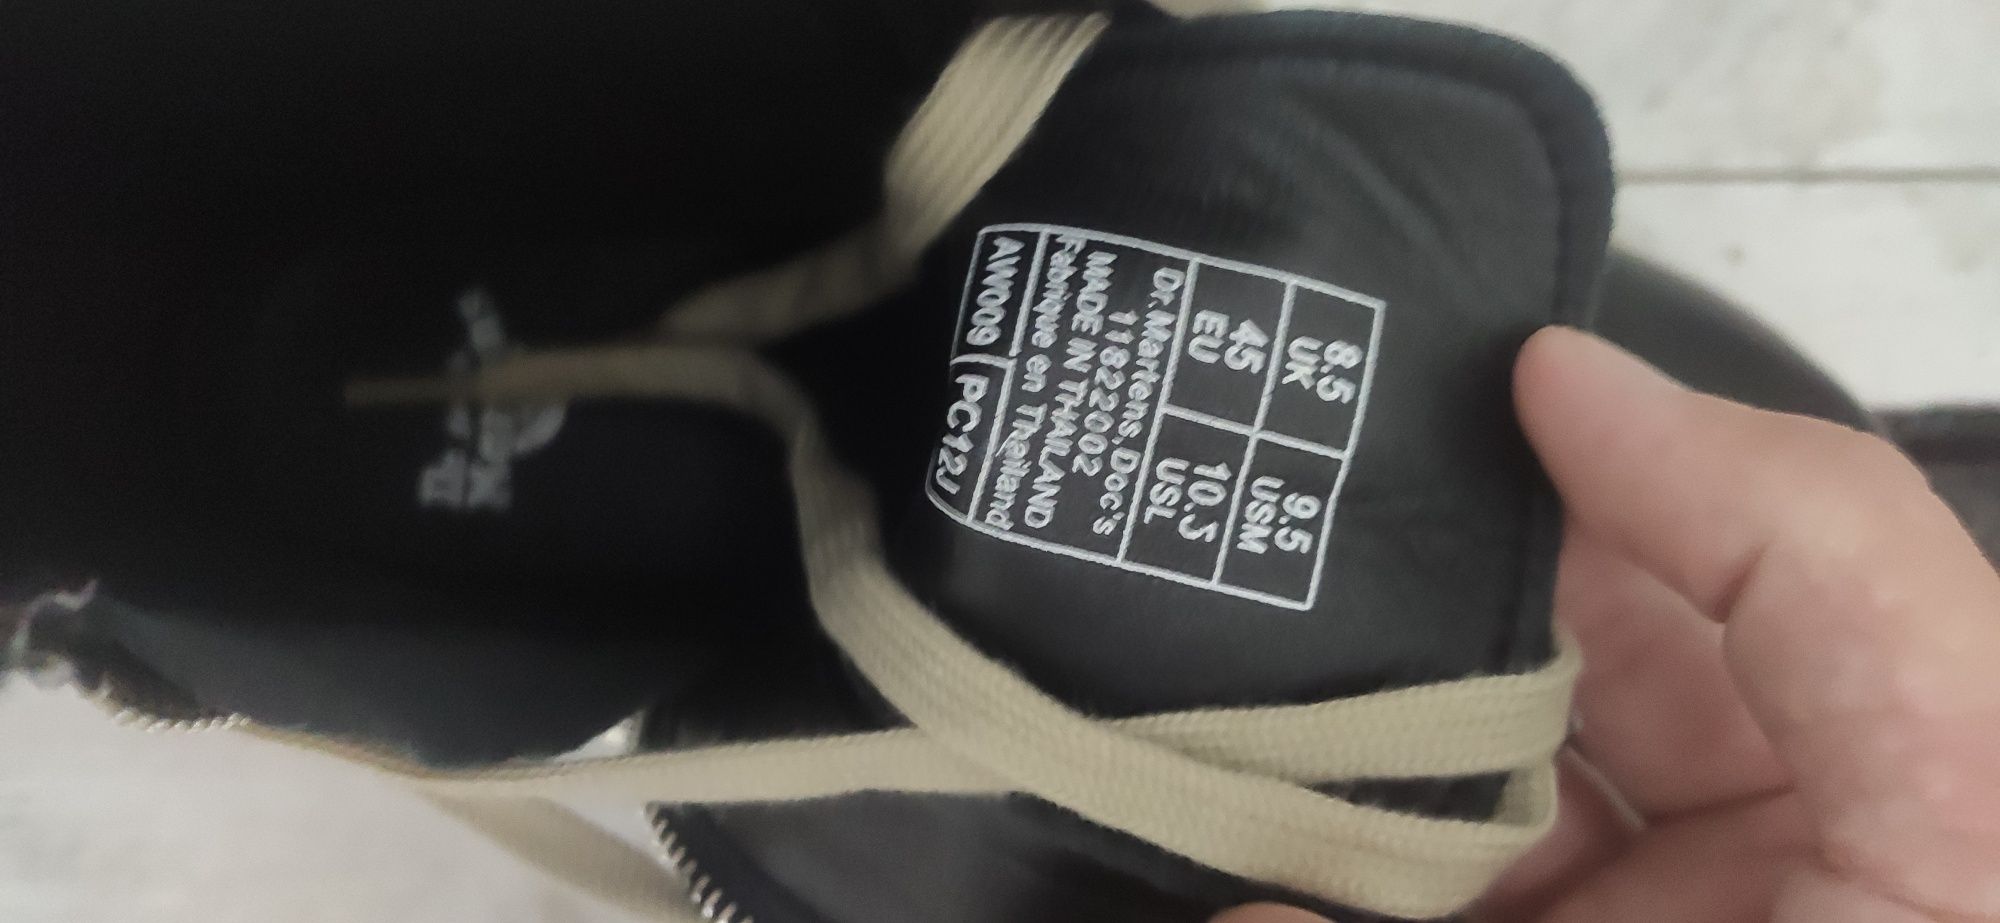 8.5
UK
9.5
USM
45
EU
10.5
USL
Dr.Martens.Doc's
11822002
MADE IN THAILAND
Fabriqué en Thailand
AW009
PC12J